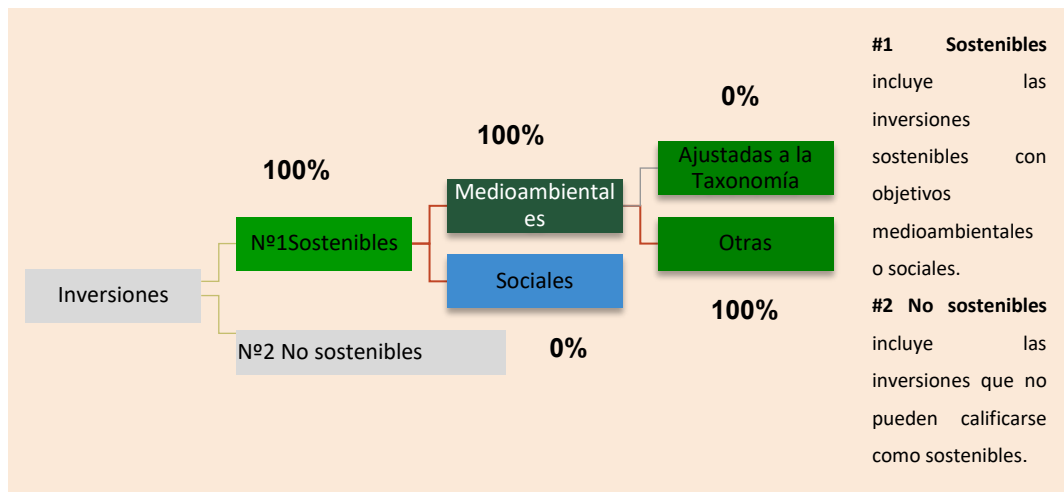 0%
100%
100%
Ajustadas a la
Taxonomía
Medioambiental
es
Nº1Sostenibles
Otras
Sociales
Inversiones
100%
Nº2 No sostenibles
0%
#1 Sostenibles
incluye las
inversiones
sostenibles con
objetivos
medioambientales
o sociales.
#2 No sostenibles
incluye las
inversiones que no
pueden calificarse
como sostenibles.